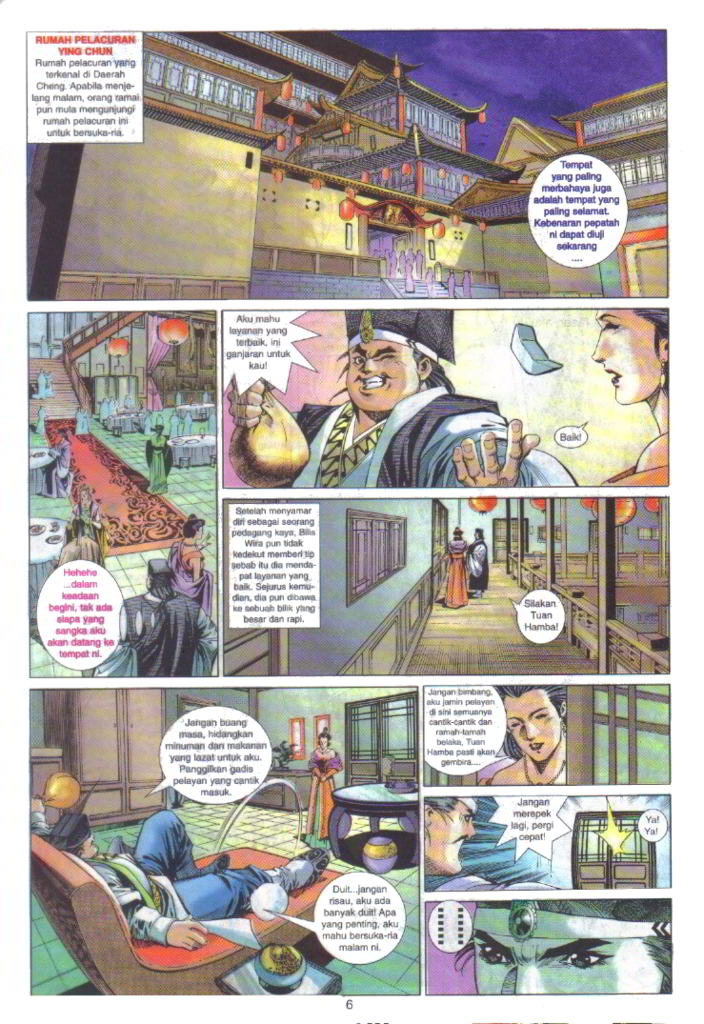 RUMAH PELACURAN
YING CHUN
Rumah pelacuran yang
terkenal di Daerah
Cheng. Apabila menje-
lang malam, orang ramai
pun mula mengunjungi
rumah pelacuran ini
untuk bersuka-ria.
Tempat
yang paling
merbahaya juga
adalah tempat yang
paling selamat.
Kebenaran pepatah
ni dapat diuji
sekarang
....
Hehehe
...dalam
keadaan
begini, tak ada
siapa yang
sangka aku
akan datang ke
tempat ni.
Aku mahu
layanan yang
terbaik, ini
ganjaran untuk
kau!
Baik!
Setelah menyamar
diri sebagai seorang
pedagang kaya, Bilis
Wira pun tidak
kedekut memberi tip
sebab itu dia menda-
pat layanan yang
baik. Sejurus kemu-
dian, dia pun dibawa
ke sebuah bilik yang
besar dan rapi.
Silakan
Tuan
Hamba!
Jangan buang
masa, hidangkan
minuman dan makanan
yang lazat untuk aku.
Panggilkan gadis
pelayan yang cantik
masuk.
Duit...jangan
risau, aku ada
banyak duit! Apa
yang penting, aku
mahu bersuka-ria
malam ni.
Jangan bimbang,
aku jamin pelayan
di sini semuanya
cantik-cantik dan
ramah-tamah
belaka, Tuan
Hamba pasti akan
gembira....
Jangan
merepek
lagi, pergi
cepat!
Ya!
Ya!
6